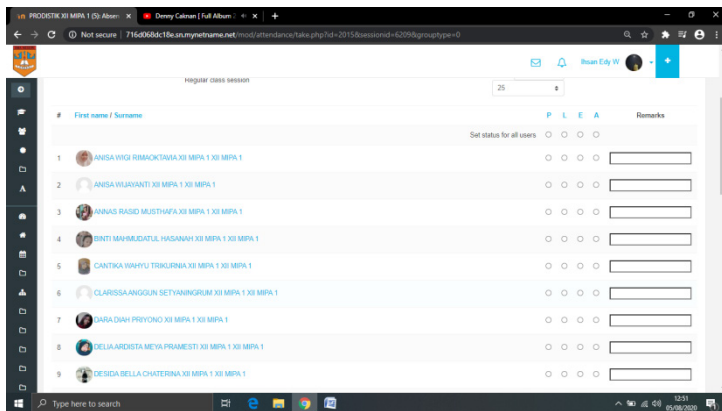 PRODISTIK XII MIPA 1 (5): Absen
Denny Caknan [ Full Album 2
Not secure | 716d068dc18e.sn.mynetname.net/mod/attendance/take.php?id=2015&sessionid=6209&grouptype=0
Ihsan Edy W
Regular class session
25
# First name / Surname P L E A Remarks
Set status for all users
1 ANISA WIGI RIMAOKTAVIA XII MIPA 1 XII MIPA 1
2 ANISA WIJAYANTI XII MIPA 1 XII MIPA 1
3 ANNAS RASID MUSTHAFA XII MIPA 1 XII MIPA 1
4 BINTI MAHMUDATUL HASANAH XII MIPA 1 XII MIPA 1
5 CANTIKA WAHYU TRIKURNIA XII MIPA 1 XII MIPA 1
6 CLARISSA ANGGUN SETYANINGRUM XII MIPA 1 XII MIPA 1
7 DARA DIAH PRIYONO XII MIPA 1 XII MIPA 1
8 DELIA ARDISTA MEYA PRAMESTI XII MIPA 1 XII MIPA 1
9 DESIDA BELLA CHATERINA XII MIPA 1 XII MIPA 1
Type here to search
12:51
05/08/2020